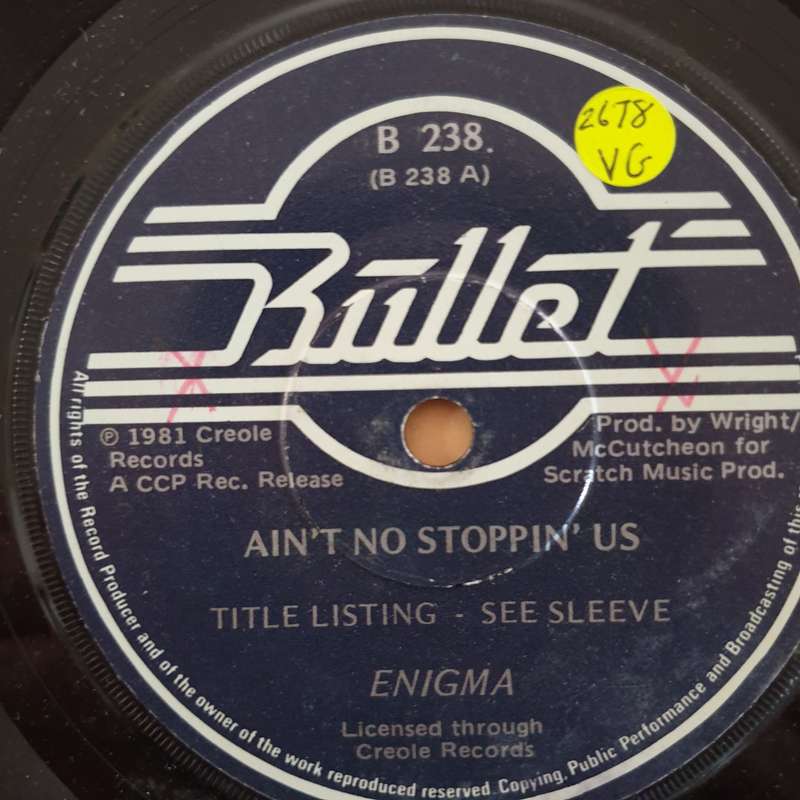 B 238.
(B 238 A)
26T8
VG
Bullet
℗ 1981 Creole
Records
A CCP Rec. Release
Prod. by Wright/
McCutcheon for
Scratch Music Prod.
AIN'T NO STOPPIN' US
TITLE LISTING - SEE SLEEVE
ENIGMA
Licensed through
Creole Records
All rights of the Record Producer and of the owner of the work reproduced reserved. Copying, Public Performance and Broadcasting of this